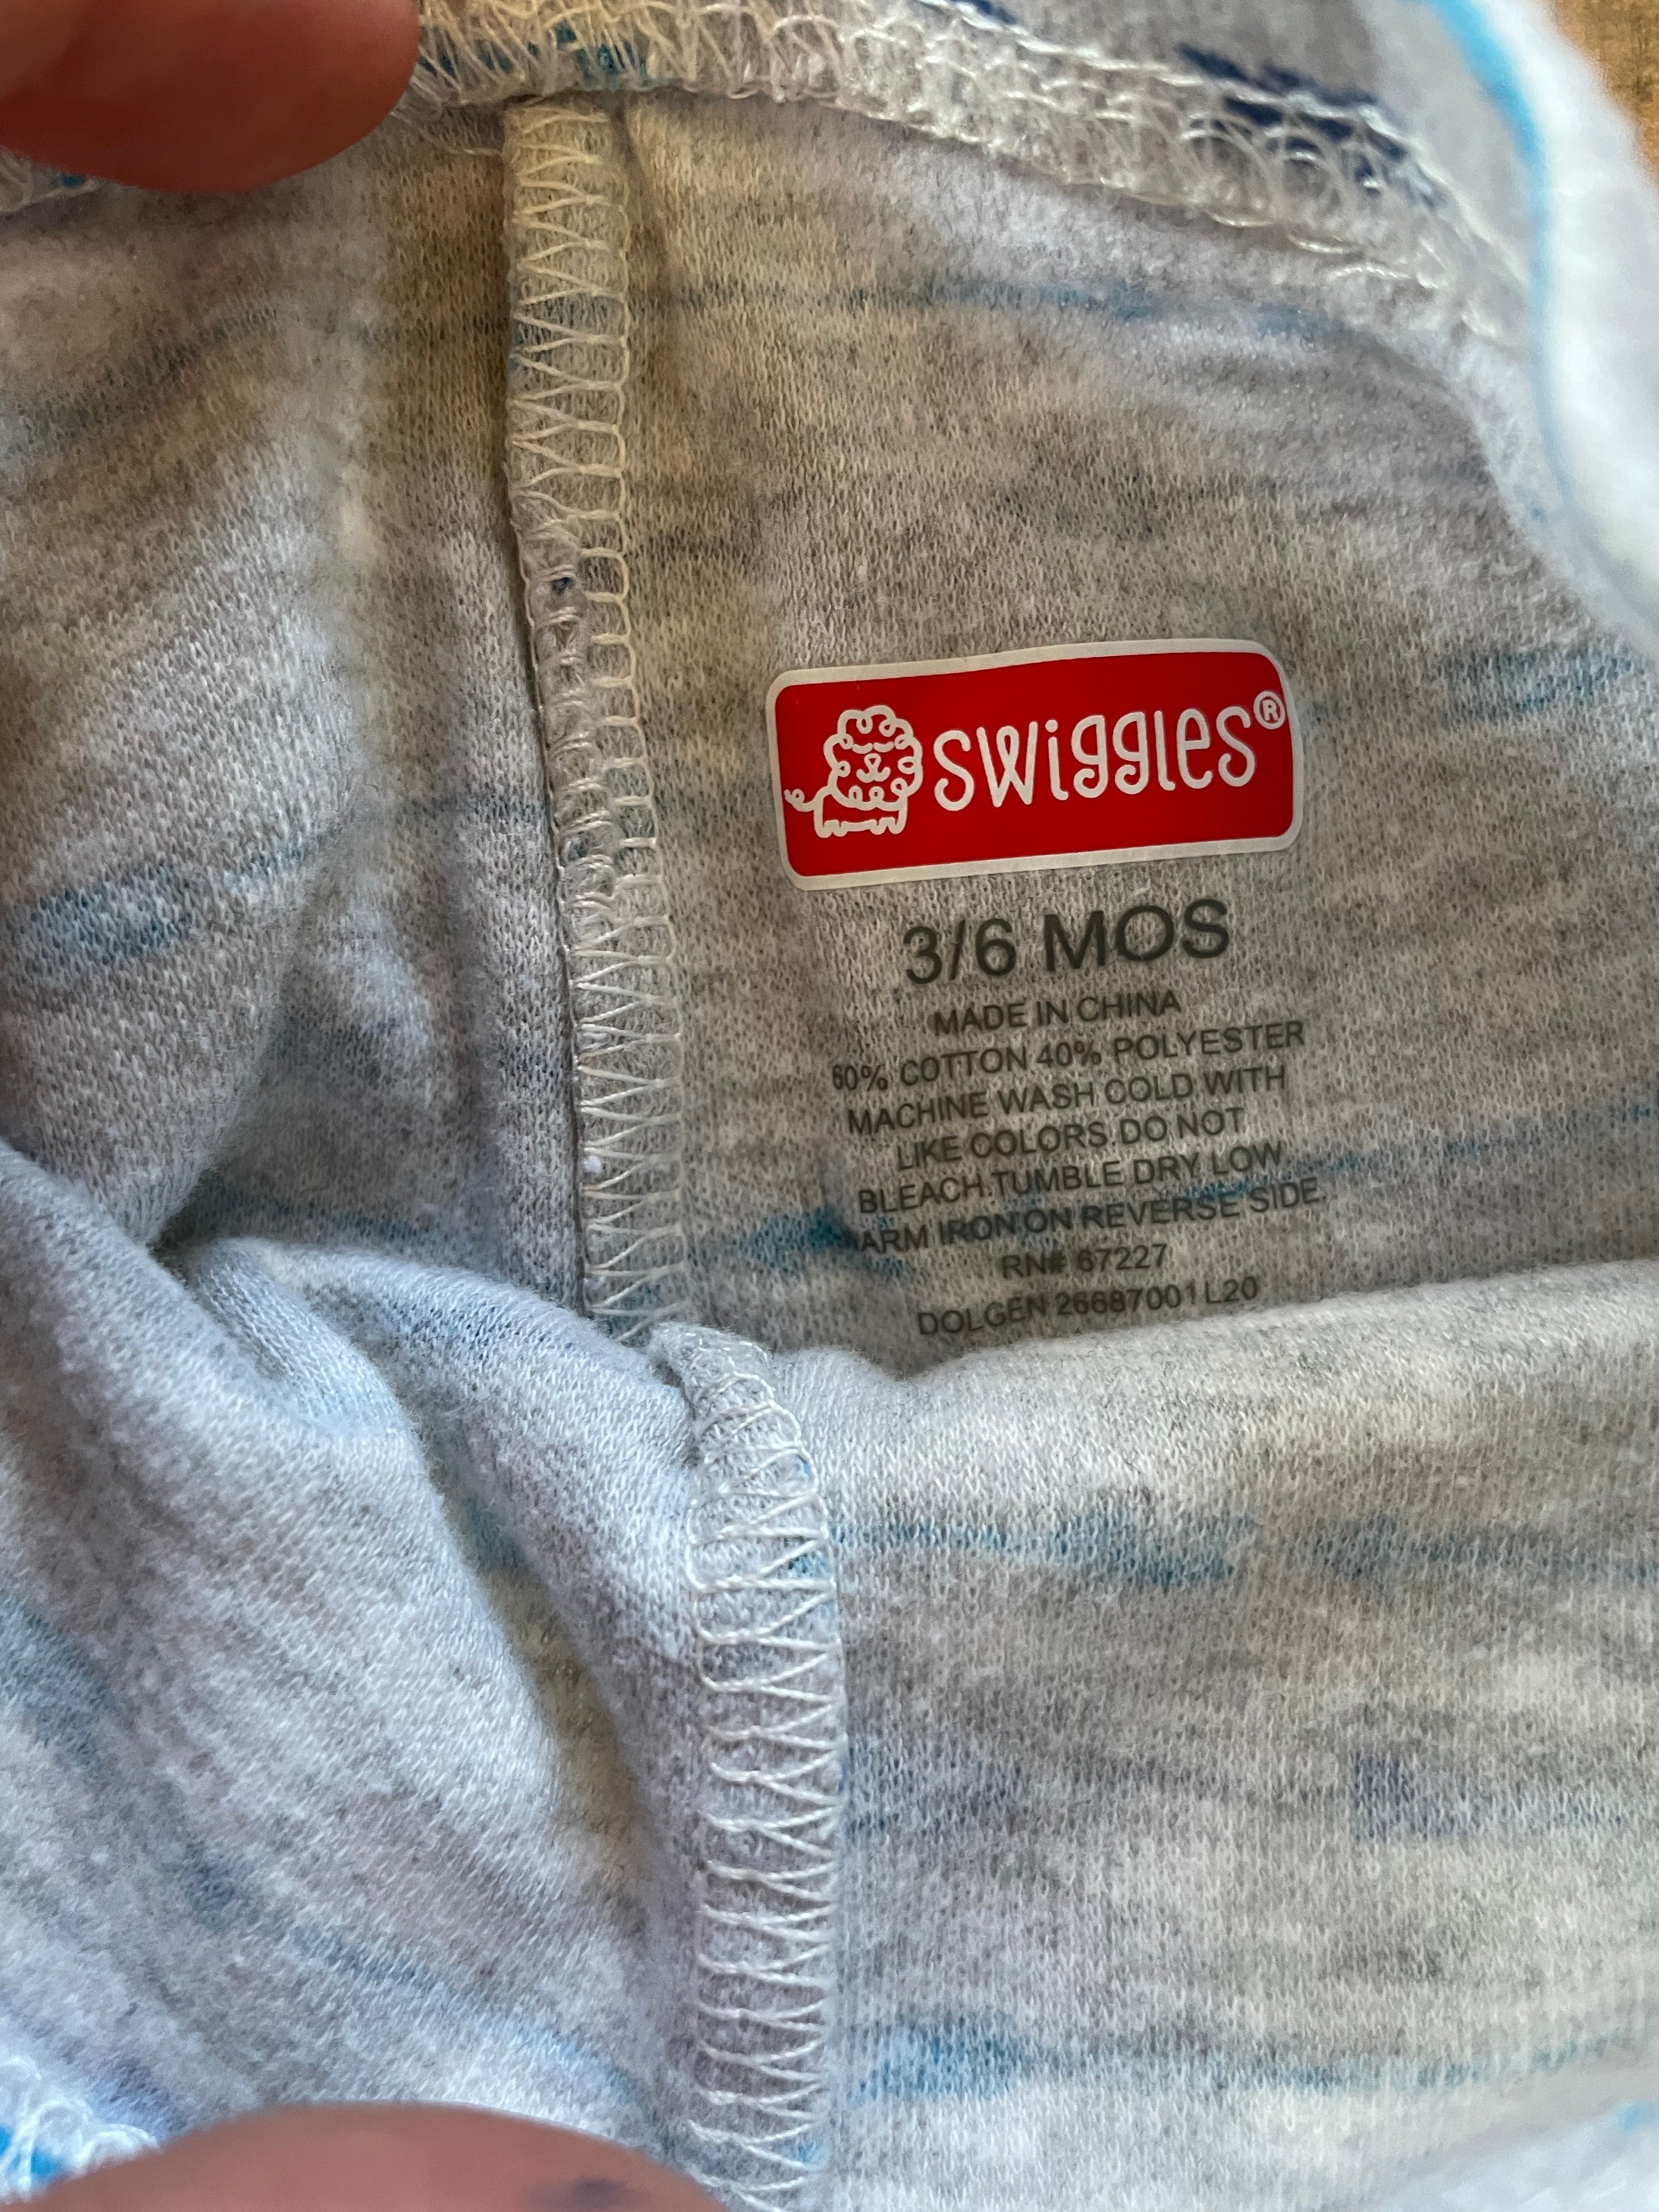 swiggles®
3/6 MOS
MADE IN CHINA
60% COTTON 40% POLYESTER
MACHINE WASH COLD WITH
LIKE COLORS.DO NOT
BLEACH.TUMBLE DRY LOW.
ARM IRON ON REVERSE SIDE.
RN# 67227
DOLGEN 26687001 L20